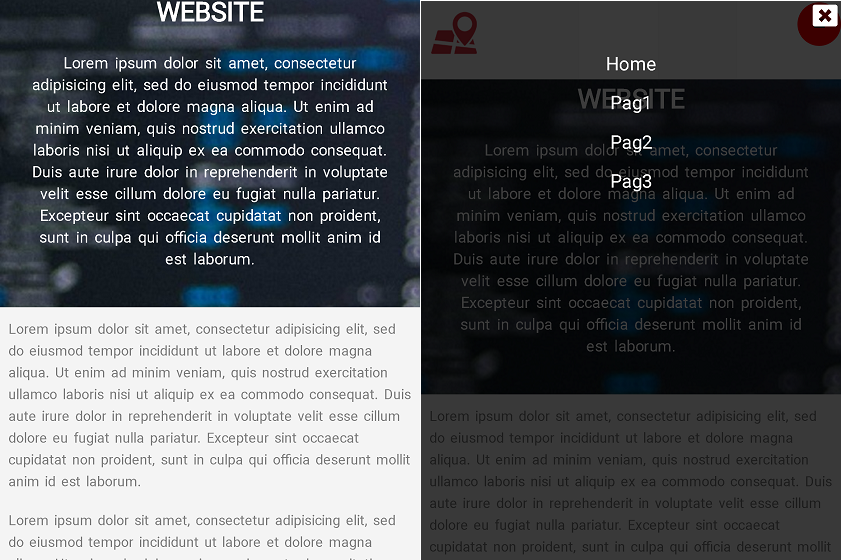 WEBSITE
Lorem ipsum dolor sit amet, consectetur
adipisicing elit, sed do eiusmod tempor incididunt
ut labore et dolore magna aliqua. Ut enim ad
minim veniam, quis nostrud exercitation ullamco
laboris nisi ut aliquip ex ea commodo consequat.
Duis aute irure dolor in reprehenderit in voluptate
velit esse cillum dolore eu fugiat nulla pariatur.
Excepteur sint occaecat cupidatat non proident,
sunt in culpa qui officia deserunt mollit anim id
est laborum.
Lorem ipsum dolor sit amet, consectetur adipisicing elit, sed
do eiusmod tempor incididunt ut labore et dolore magna
aliqua. Ut enim ad minim veniam, quis nostrud exercitation
ullamco laboris nisi ut aliquip ex ea commodo consequat. Duis
aute irure dolor in reprehenderit in voluptate velit esse cillum
dolore eu fugiat nulla pariatur. Excepteur sint occaecat
cupidatat non proident, sunt in culpa qui officia deserunt mollit
anim id est laborum.
Lorem ipsum dolor sit amet, consectetur adipisicing elit, sed
do eiusmod tempor incididunt ut labore et dolore magna
Home
WEBSITE
Pag1
Pag2
Pag3
Lorem ipsum dolor sit amet, consectetur
adipisicing elit, sed do eiusmod tempor incididunt
ut labore et dolore magna aliqua. Ut enim ad
minim veniam, quis nostrud exercitation ullamco
laboris nisi ut aliquip ex ea commodo consequat.
Duis aute irure dolor in reprehenderit in voluptate
velit esse cillum dolore eu fugiat nulla pariatur.
Excepteur sint occaecat cupidatat non proident,
sunt in culpa qui officia deserunt mollit anim id
est laborum.
Lorem ipsum dolor sit amet, consectetur adipisicing elit, sed
do eiusmod tempor incididunt ut labore et dolore magna
aliqua. Ut enim ad minim veniam, quis nostrud exercitation
ullamco laboris nisi ut aliquip ex ea commodo consequat. Duis
aute irure dolor in reprehenderit in voluptate velit esse cillum
dolore eu fugiat nulla pariatur. Excepteur sint occaecat
cupidatat non proident, sunt in culpa qui officia deserunt mollit